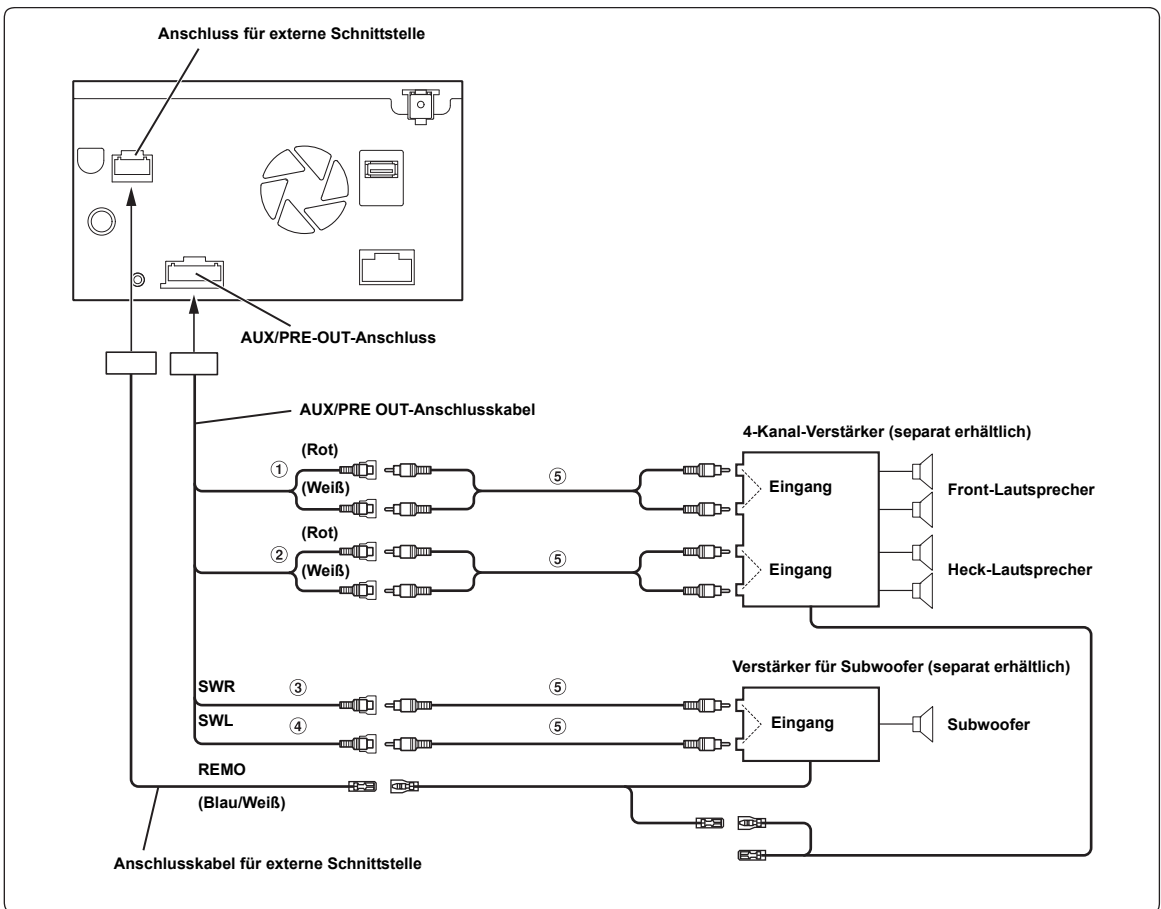 Anschluss für externe Schnittstelle
AUX/PRE-OUT-Anschluss
AUX/PRE OUT-Anschlusskabel
4-Kanal-Verstärker (separat erhältlich)
(Rot)
①
⑤
(Weiß)
Eingang
Front-Lautsprecher
(Rot)
②
⑤
(Weiß)
Eingang
Heck-Lautsprecher
Verstärker für Subwoofer (separat erhältlich)
SWR
③
⑤
SWL
④
⑤
Eingang
Subwoofer
REMO
(Blau/Weiß)
Anschlusskabel für externe Schnittstelle